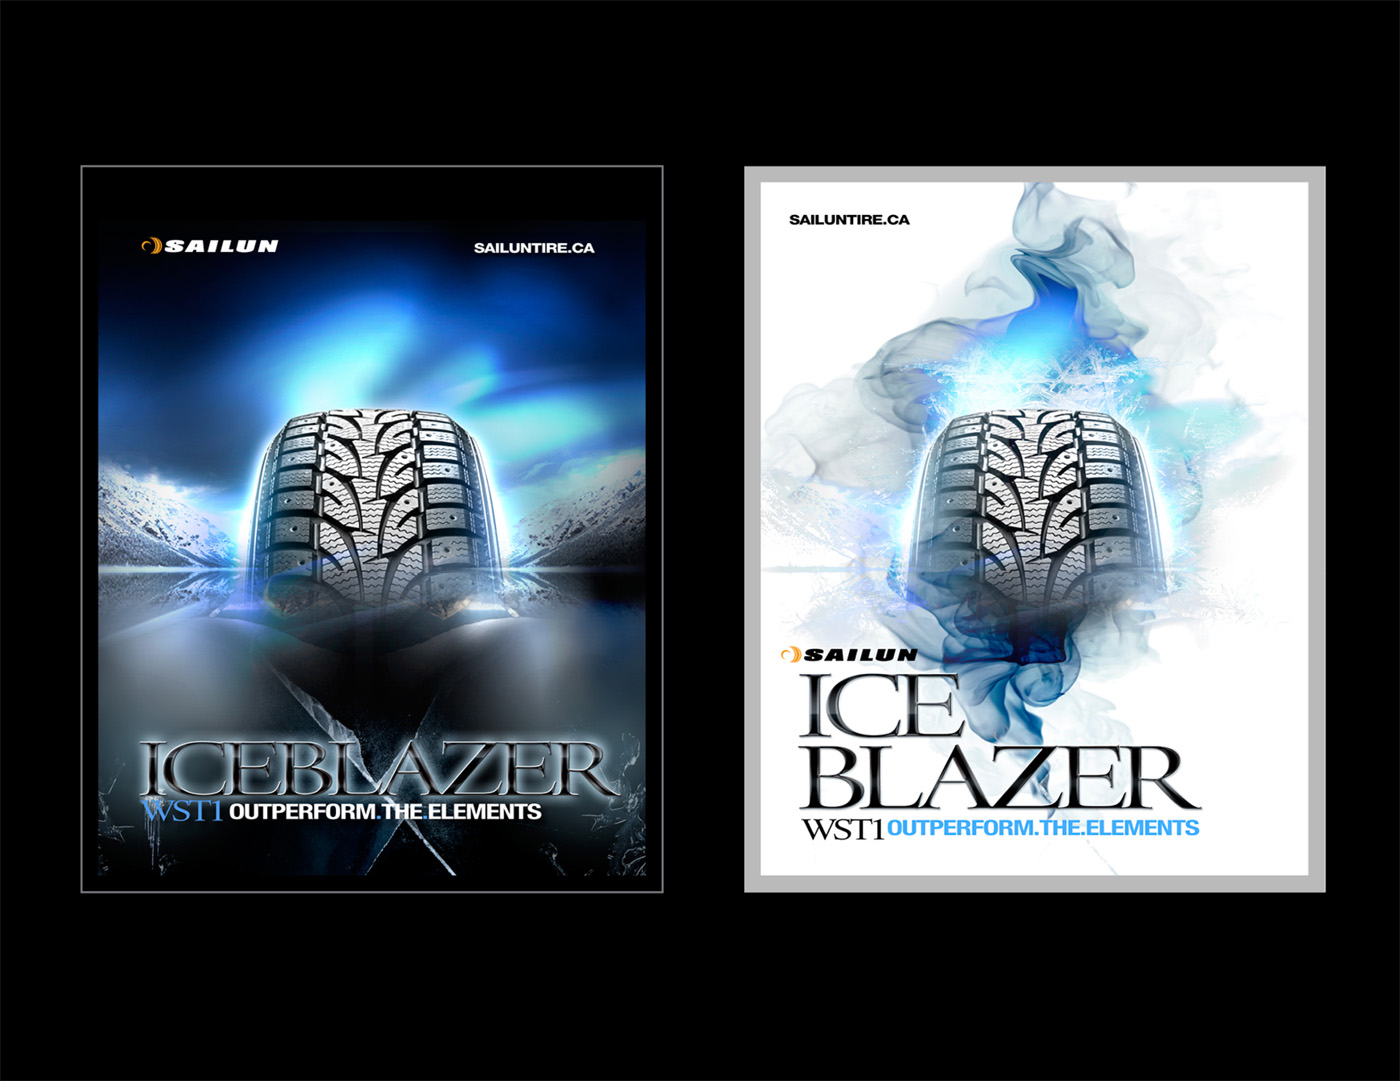 SAILUN
SAILUNTIRE.CA
ICEBLAZER
WST1 OUTPERFORM.THE.ELEMENTS
SAILUNTIRE.CA
SAILUN
ICE
BLAZER
WST1 OUTPERFORM.THE.ELEMENTS